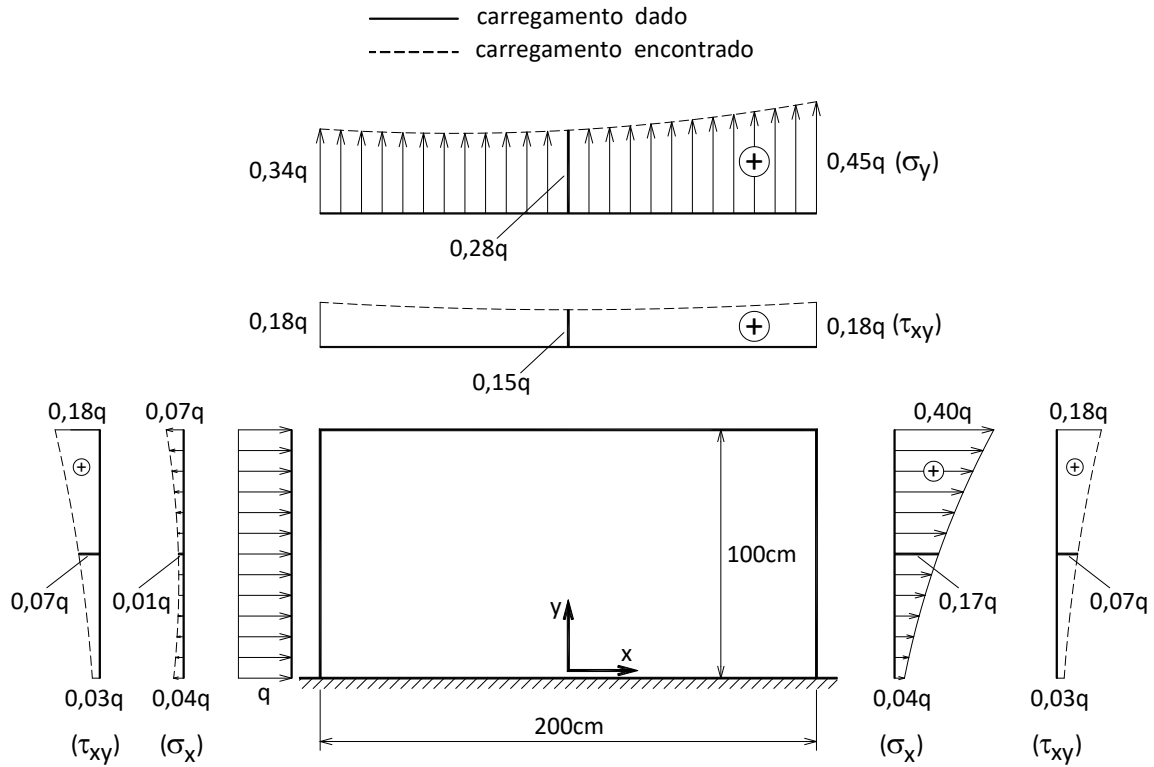 carregamento dado
carregamento encontrado
0,34q
+
0,45q (σy)
0,28q
0,18q
+
0,18q (τxy)
0,15q
0,18q
0,07q
0,40q
0,18q
+
+
+
100cm
0,07q
0,01q
0,17q
0,07q
y
x
0,03q
0,04q
q
0,04q
0,03q
200cm
(τxy)
(σx)
(σx)
(τxy)